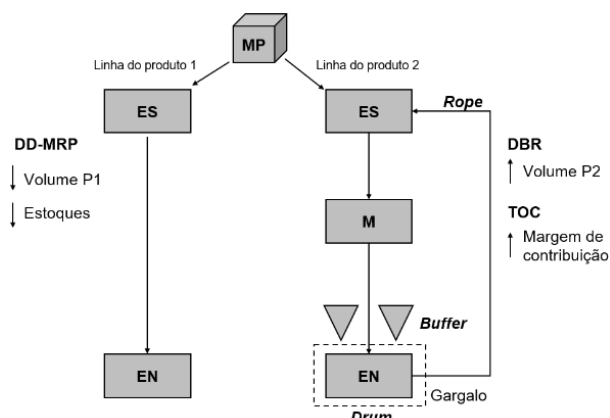 MP
Linha do produto 1
Linha do produto 2
Rope
ES
ES
DD-MRP
Volume P1
Estoques
DBR
Volume P2
TOC
Margem de
contribuição
M
Buffer
EN
EN
Gargalo
Drum